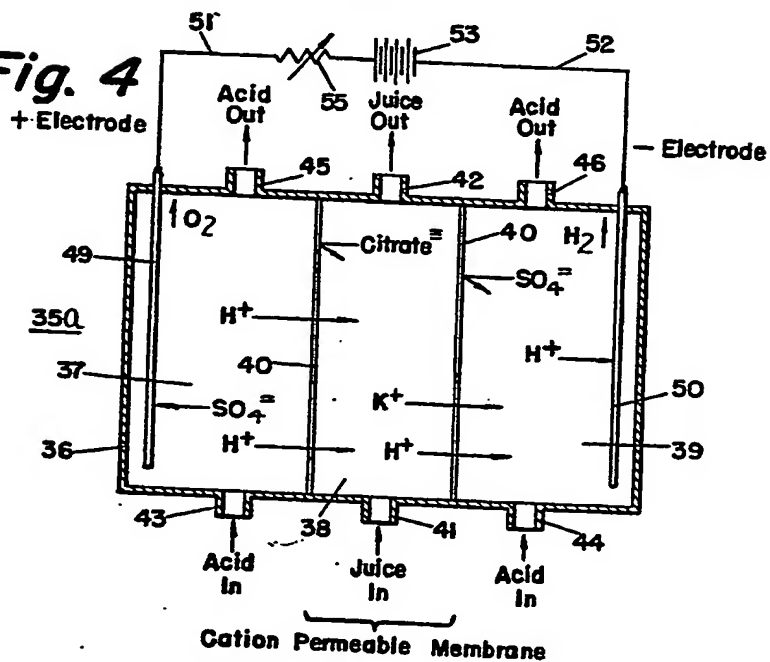 Fig. 4
51
55
53
52
+ Electrode
Acid Out
Juice Out
Acid Out
- Electrode
45
42
46
O2
49
Citrate=
40
H2
SO4=
350a
H+
40
H+
37
K+
50
SO4=
36
H+
H+
39
43
38
41
44
Acid In
Juice In
Acid In
Cation Permeable Membrane